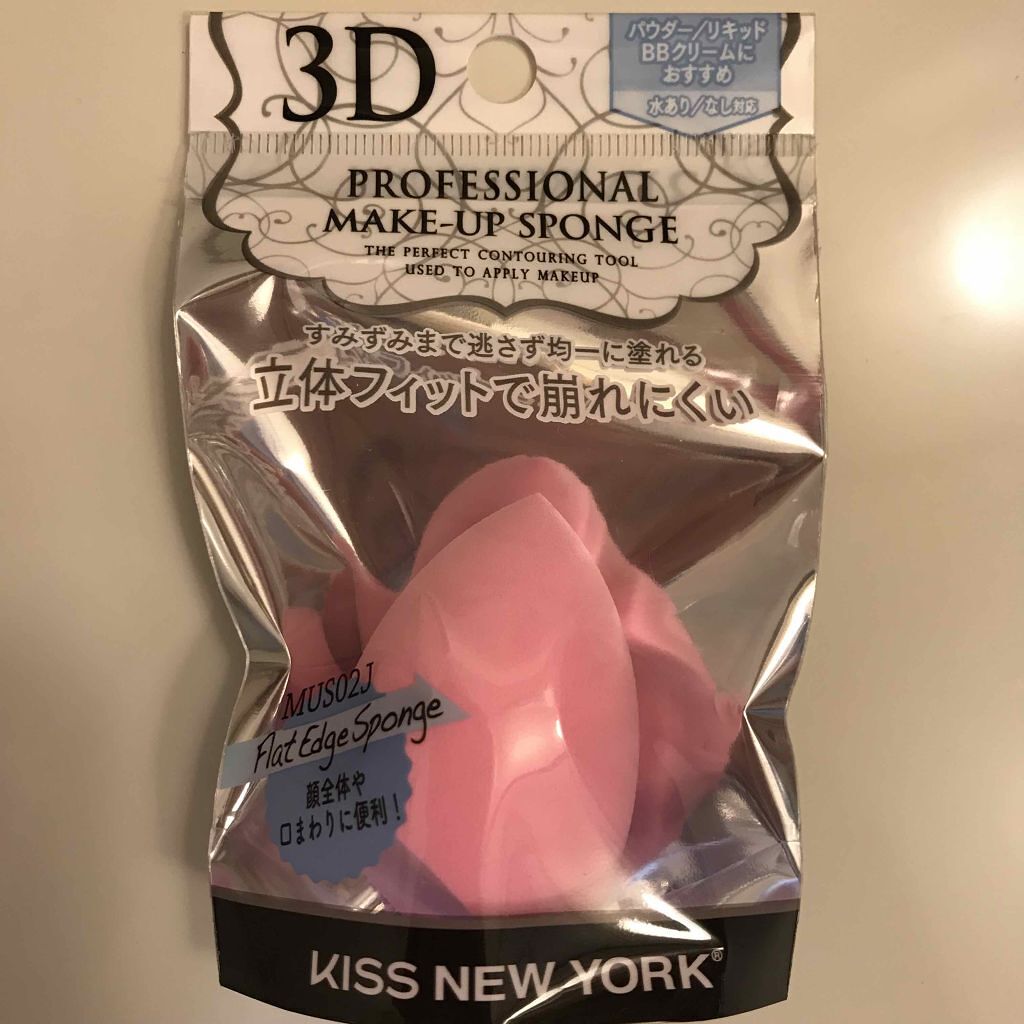 3D
パウダー/リキッド
BBクリームに
おすすめ
水あり/なし対応
PROFESSIONAL
MAKE-UP SPONGE
THE PERFECT CONTOURING TOOL
USED TO APPLY MAKEUP
すみずみまで逃さず均一に塗れる
立体フィットで崩れにくい
MUS02J
Flat Edge Sponge
顔全体や
口まわりに便利!
KISS NEW YORK®